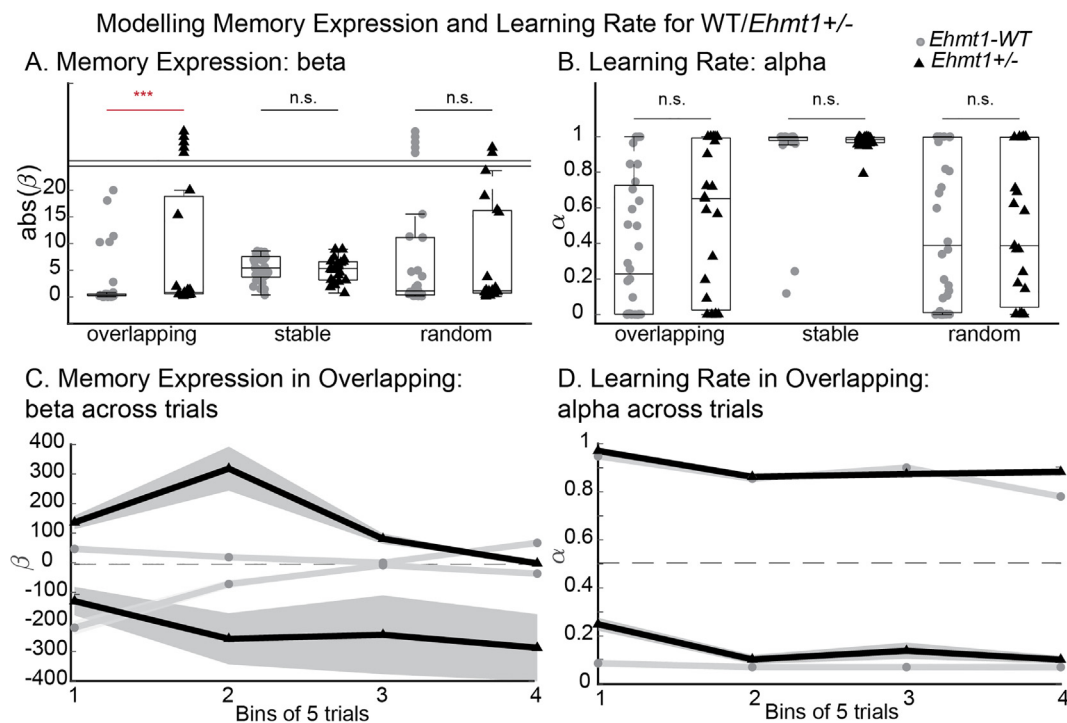 Modelling Memory Expression and Learning Rate for WT/Ehmt1+/-
Ehmt1-WT
Ehmt1+/-
A. Memory Expression: beta
B. Learning Rate: alpha
***
n.s.
n.s.
n.s.
n.s.
n.s.
abs(β)
20
15
10
5
0
overlapping
stable
random
α
1
0.8
0.6
0.4
0.2
0
overlapping
stable
random
C. Memory Expression in Overlapping:
beta across trials
D. Learning Rate in Overlapping:
alpha across trials
β
400
300
200
100
0
-100
-200
-300
-400
1
2
3
4
Bins of 5 trials
α
1
0.8
0.6
0.4
0.2
0
1
2
3
4
Bins of 5 trials